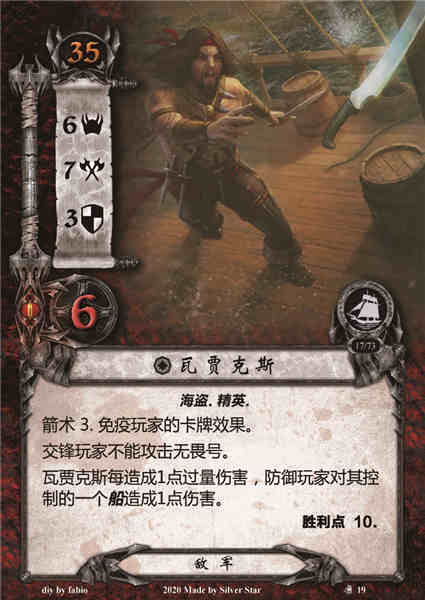 35
6
7
3
6
17/73
瓦贾克斯
海盗. 精英.
箭术 3. 免疫玩家的卡牌效果。
交锋玩家不能攻击无畏号。
瓦贾克斯每造成1点过量伤害，防御玩家对其控
制的一个船造成1点伤害。
胜利点 10.
敌军
diy by fabio
2020 Made by Silver Star
19